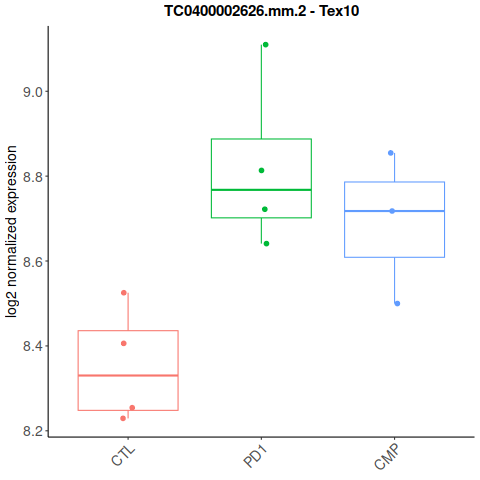 TC0400002626.mm.2 - Tex10
log2 normalized expression
9.0
8.8
8.6
8.4
8.2
CTL
PD1
CMP